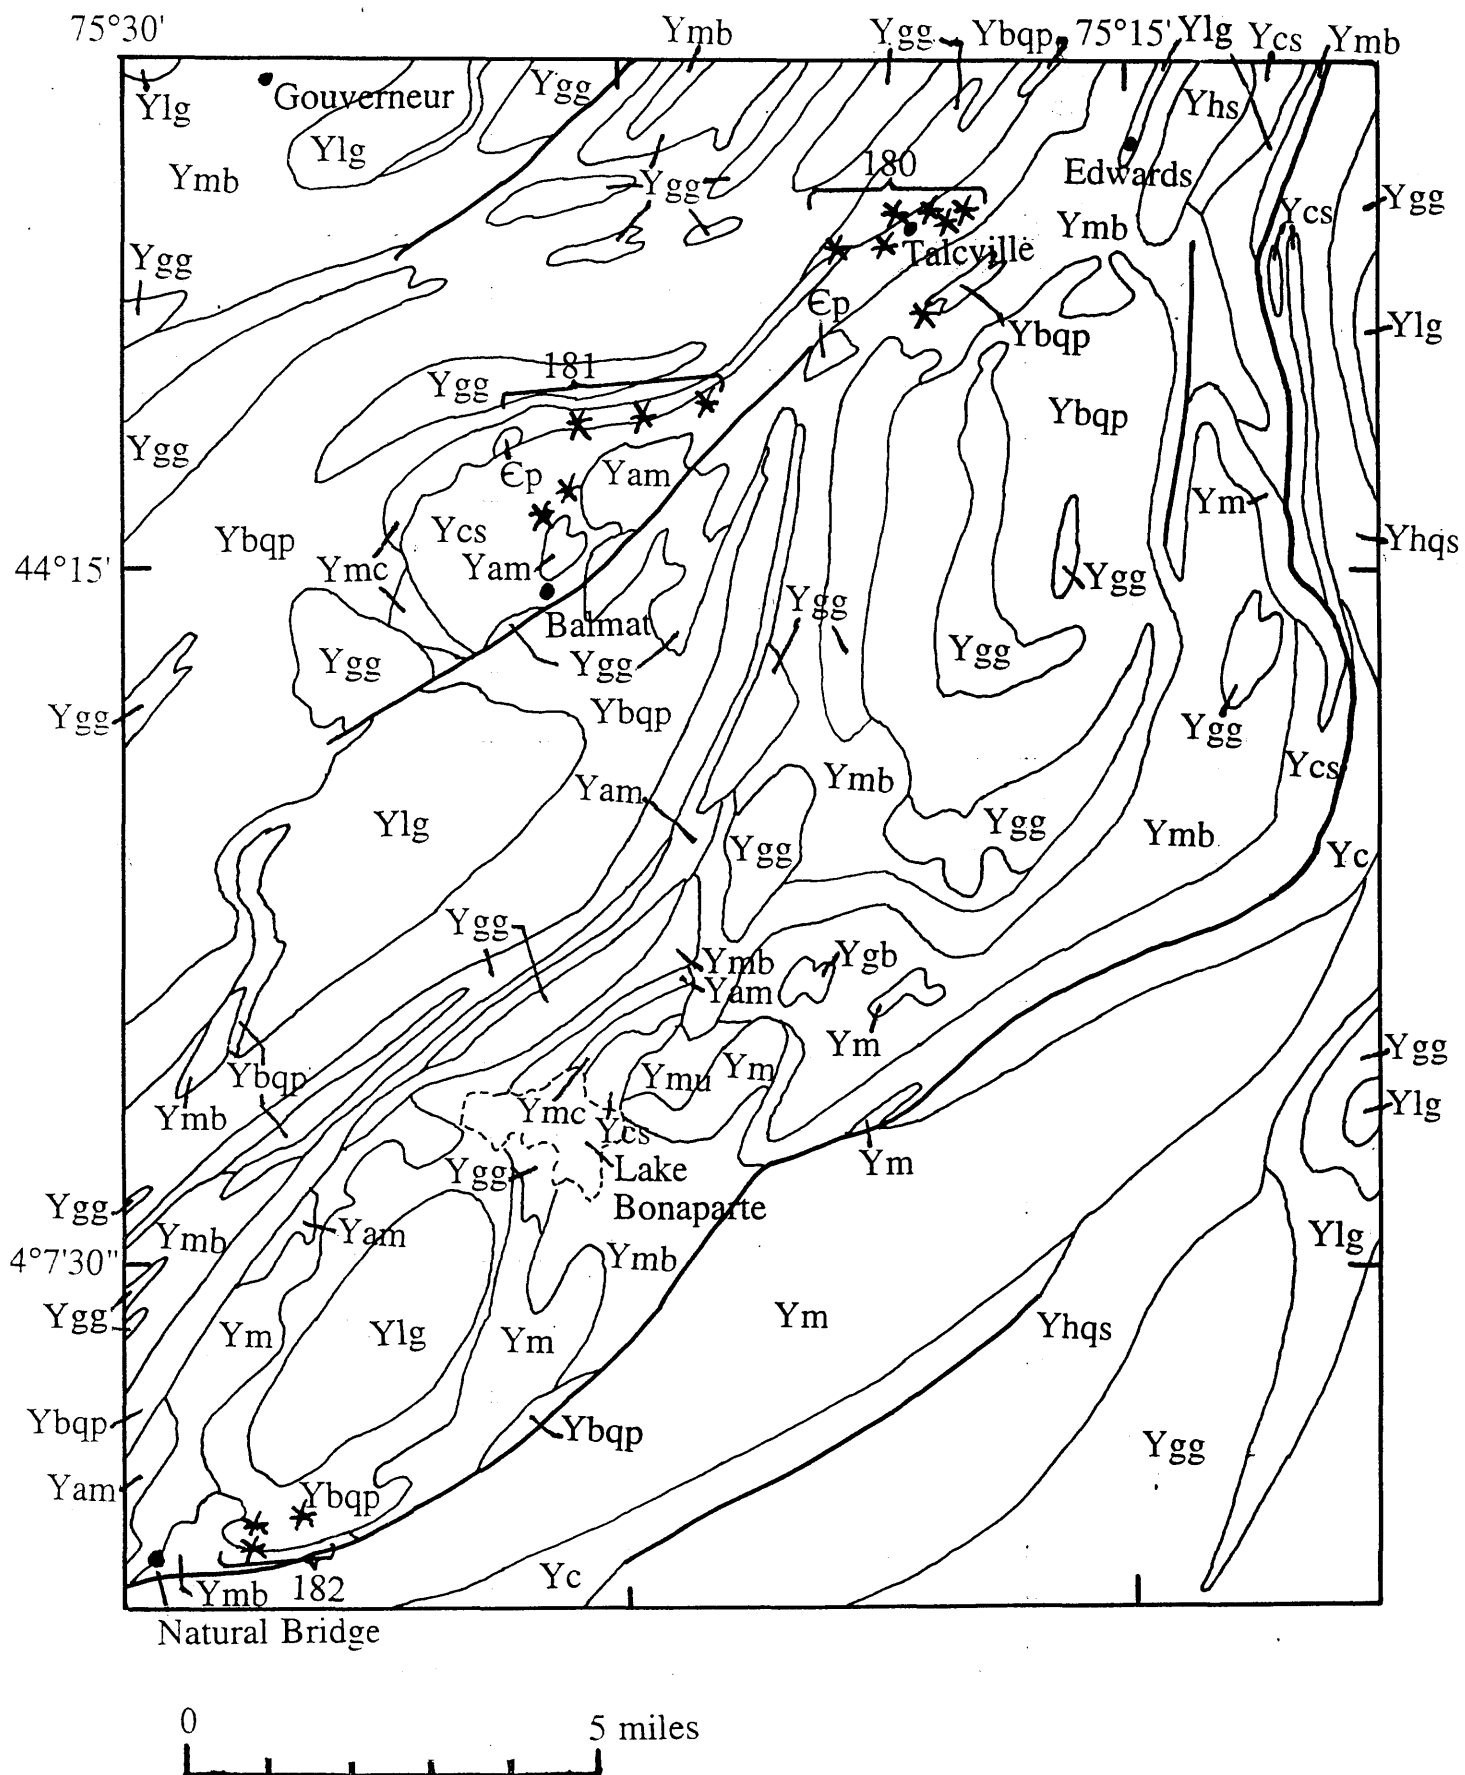 75°30'
Ymb
Ygg
Ybqp
75°15'
Ylg
Ycs
Ymb
Ylg
Gouverneur
Ygg
Yhs
Ylg
Ymb
180
Ygg
Edwards
Ygg
Ycs
Ymb
Talcville
Ygg
Єp
Ybqp
Ylg
181
Ygg
Ybqp
Ygg
Єp
Yam
Ym
Ycs
Ybqp
Yhqs
44°15'
Ymc
Yam
Ygg
Ygg
Balmat
Ygg
Ygg
Ygg
Ygg
Ybqp
Ygg
Ycs
Yam
Ymb
Ylg
Ygg
Ymb
Ygg
Yc
Ygg
Ymb
Ygb
Yam
Ym
Ygg
Ybqp
Ymu
Ym
Ymb
Ymc
Ylg
Ycs
Ygg
Lake
Bonaparte
Ym
Ygg
Ymb
Yam
Ylg
4°7'30"
Ymb
Ygg
Ym
Ylg
Ym
Ym
Yhqs
Ybqp
Ybqp
Ygg
Yam
Ybqp
Yc
Ymb
182
Natural Bridge
0
5 miles